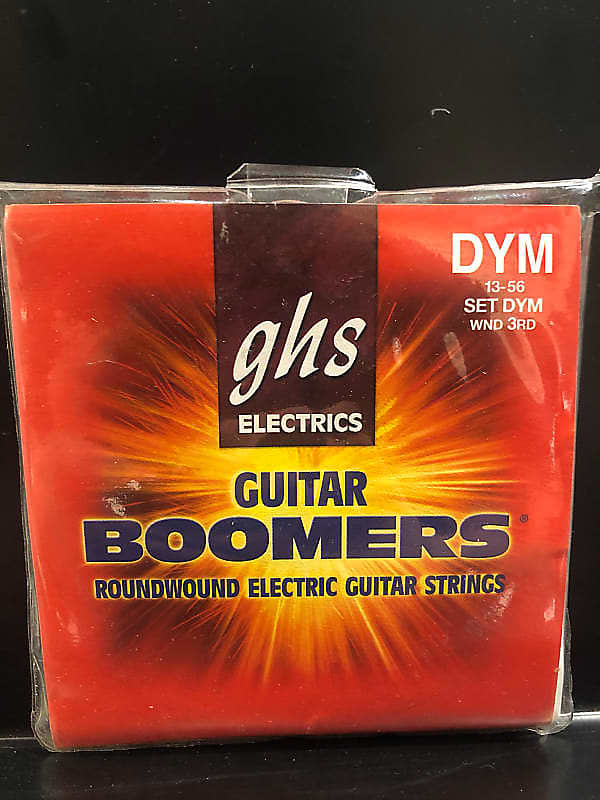 DYM
13-56
SET DYM
WND 3RD
ghs
ELECTRICS
GUITAR
BOOMERS®
ROUNDWOUND ELECTRIC GUITAR STRINGS